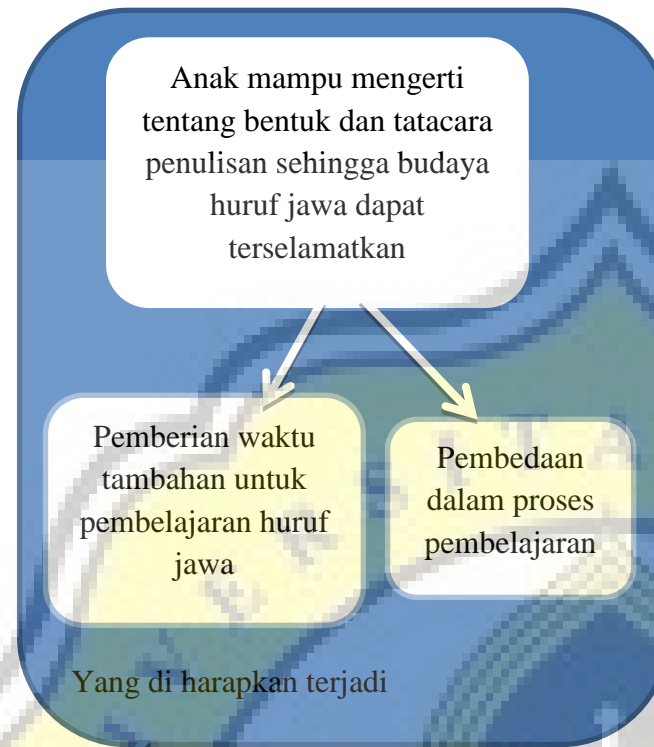 Anak mampu mengerti
tentang bentuk dan tatacara
penulisan sehingga budaya
huruf jawa dapat
terselamatkan
Pemberian waktu
tambahan untuk
pembelajaran huruf
jawa
Pembedaan
dalam proses
pembelajaran
Yang di harapkan terjadi